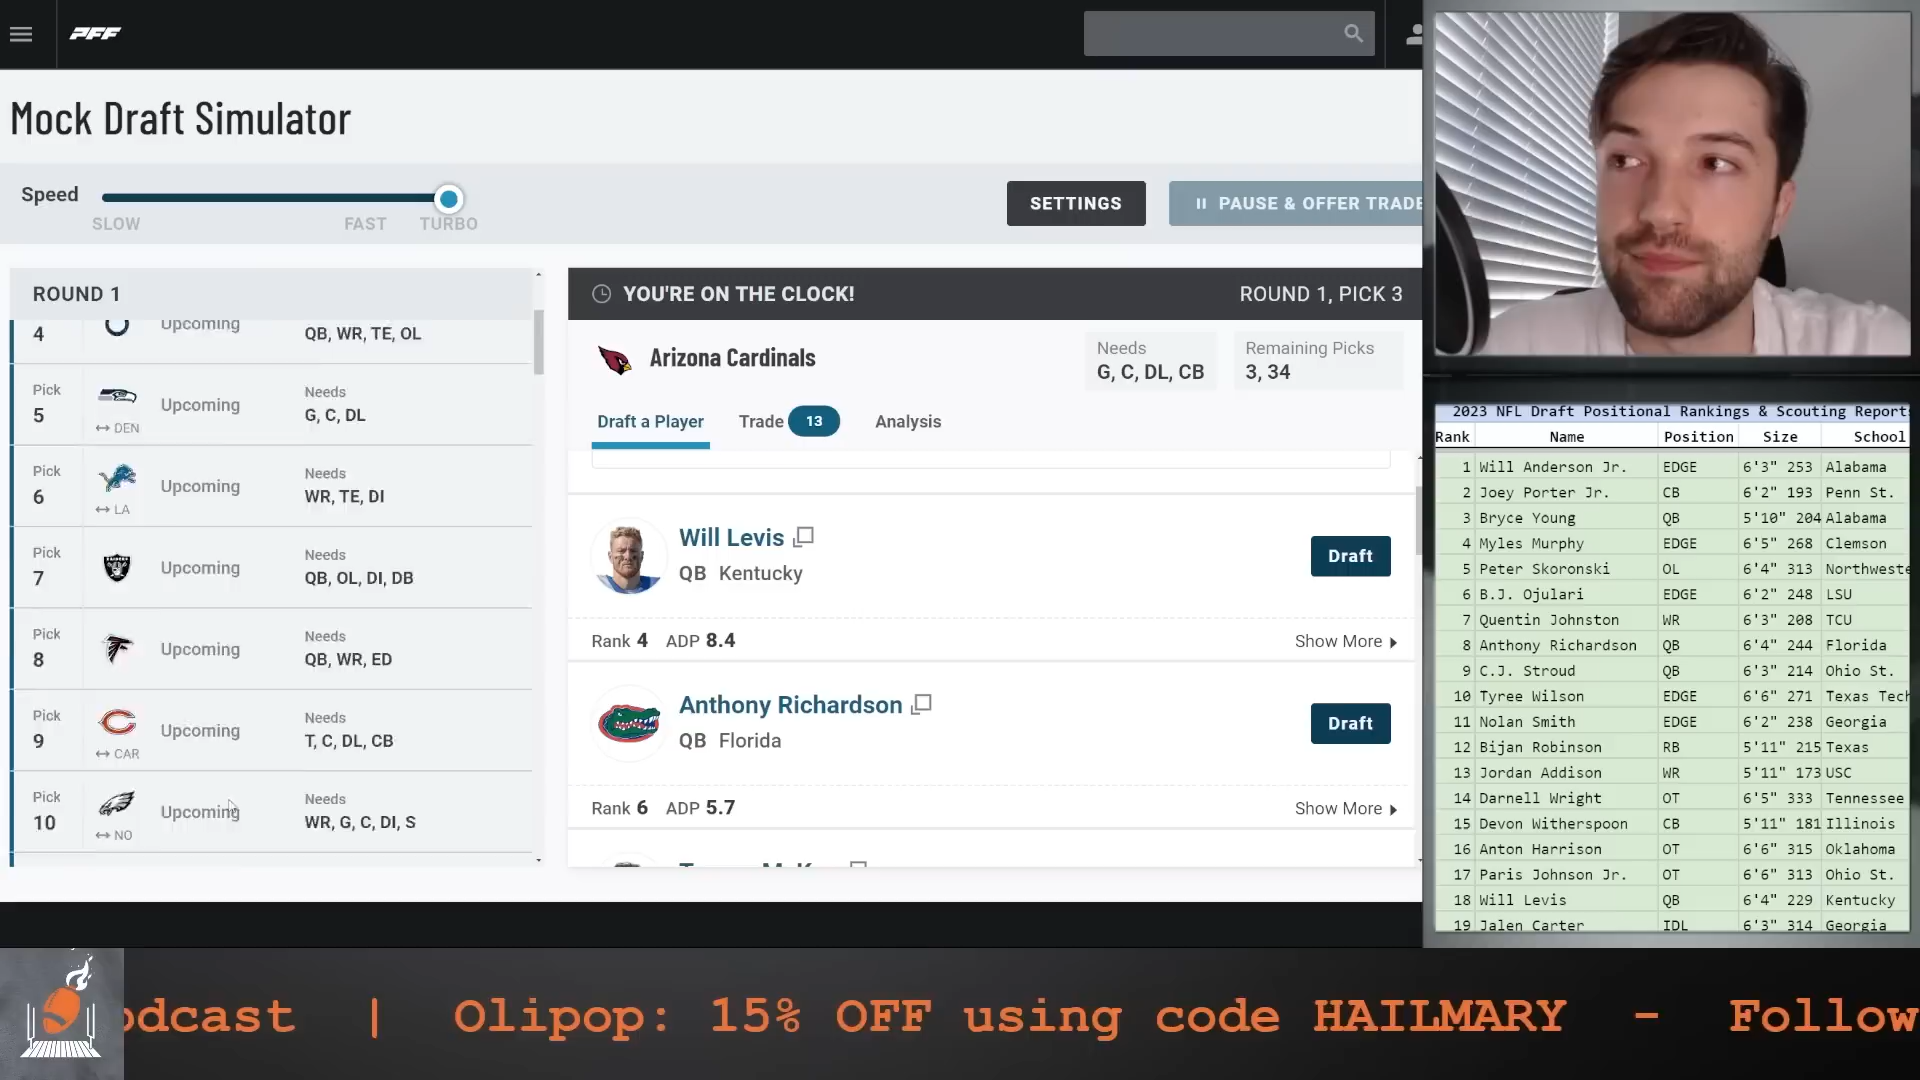 PFF
Mock Draft Simulator
Speed
SLOW
FAST
TURBO
SETTINGS
PAUSE & OFFER TRADE
ROUND 1
4
Upcoming
QB, WR, TE, OL
Pick
5
DEN
Upcoming
Needs
G, C, DL
Pick
6
LA
Upcoming
Needs
WR, TE, DI
Pick
7
RAIDERS
Upcoming
Needs
QB, OL, DI, DB
Pick
8
Upcoming
Needs
QB, WR, ED
Pick
9
CAR
Upcoming
Needs
T, C, DL, CB
Pick
10
NO
Upcoming
Needs
WR, G, C, DI, S
YOU'RE ON THE CLOCK!
ROUND 1, PICK 3
Arizona Cardinals
Needs
G, C, DL, CB
Remaining Picks
3, 34
Draft a Player
Trade 13
Analysis
Will Levis
QB Kentucky
Draft
Rank 4 ADP 8.4
Show More
Anthony Richardson
QB Florida
Draft
Rank 6 ADP 5.7
Show More
2023 NFL Draft Positional Rankings & Scouting Reports
Rank Name Position Size School
1 Will Anderson Jr. EDGE 6'3" 253 Alabama
2 Joey Porter Jr. CB 6'2" 193 Penn St.
3 Bryce Young QB 5'10" 204 Alabama
4 Myles Murphy EDGE 6'5" 268 Clemson
5 Peter Skoronski OL 6'4" 313 Northweste
6 B.J. Ojulari EDGE 6'2" 248 LSU
7 Quentin Johnston WR 6'3" 208 TCU
8 Anthony Richardson QB 6'4" 244 Florida
9 C.J. Stroud QB 6'3" 214 Ohio St.
10 Tyree Wilson EDGE 6'6" 271 Texas Tech
11 Nolan Smith EDGE 6'2" 238 Georgia
12 Bijan Robinson RB 5'11" 215 Texas
13 Jordan Addison WR 5'11" 173 USC
14 Darnell Wright OT 6'5" 333 Tennessee
15 Devon Witherspoon CB 5'11" 181 Illinois
16 Anton Harrison OT 6'6" 315 Oklahoma
17 Paris Johnson Jr. OT 6'6" 313 Ohio St.
18 Will Levis QB 6'4" 229 Kentucky
19 Jalen Carter IDL 6'3" 314 Georgia
odcast | Olipop: 15% OFF using code HAILMARY - Follow